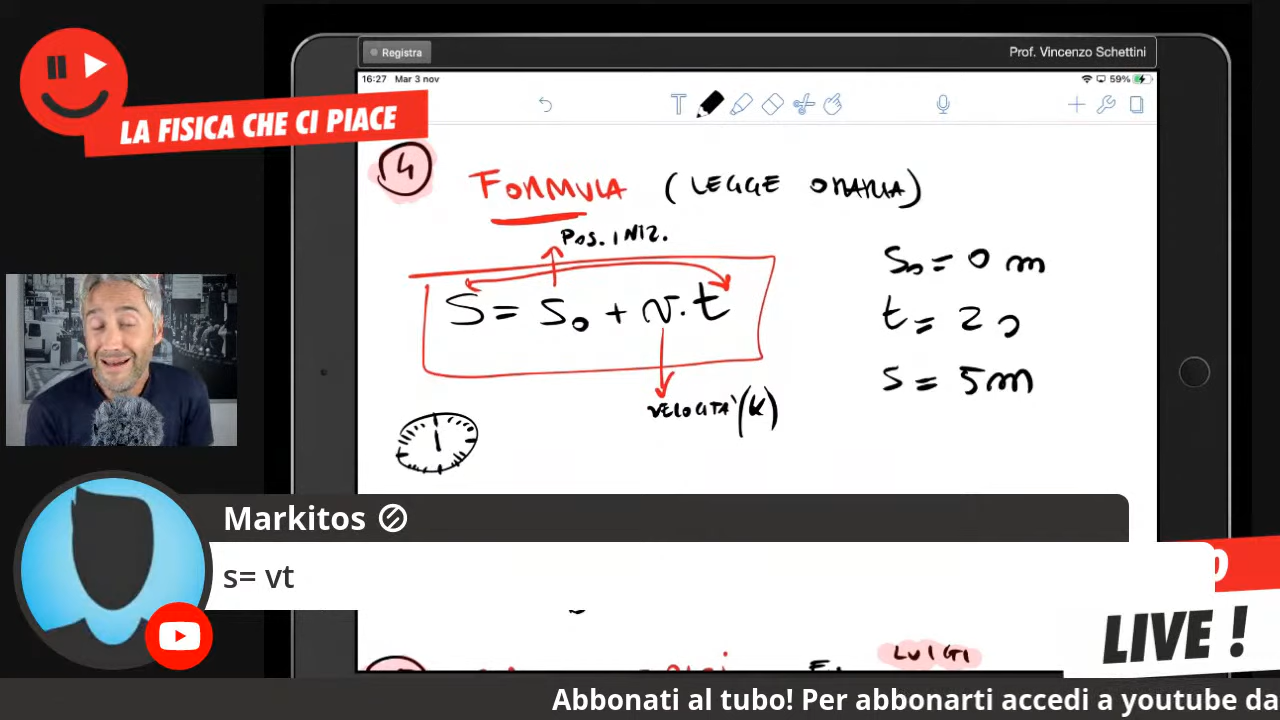 Registra
Prof. Vincenzo Schettini
16:27 Mar 3 nov
59%
LA FISICA CHE CI PIACE
4
FORMULA (LEGGE ORARIA)
POS. INIZ.
S = S₀ + v · t
VELOCITA' (K)
S₀ = 0 m
t = 2 s
s = 5m
Markitos
s= vt
LIVE !
LUIGI
Abbonati al tubo! Per abbonarti accedi a youtube da